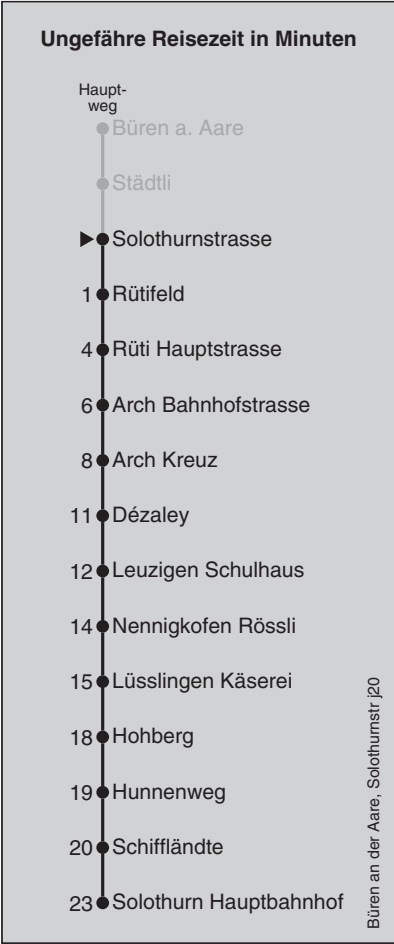 Ungefähre Reisezeit in Minuten
Haupt-
weg
Büren a. Aare
Städtli
Solothurnstrasse
1 Rütifeld
4 Rüti Hauptstrasse
6 Arch Bahnhofstrasse
8 Arch Kreuz
11 Dézaley
12 Leuzigen Schulhaus
14 Nennigkofen Rössli
15 Lüsslingen Käserei
18 Hohberg
19 Hunnenweg
20 Schiffländte
23 Solothurn Hauptbahnhof
Büren an der Aare, Solothurnstr j20